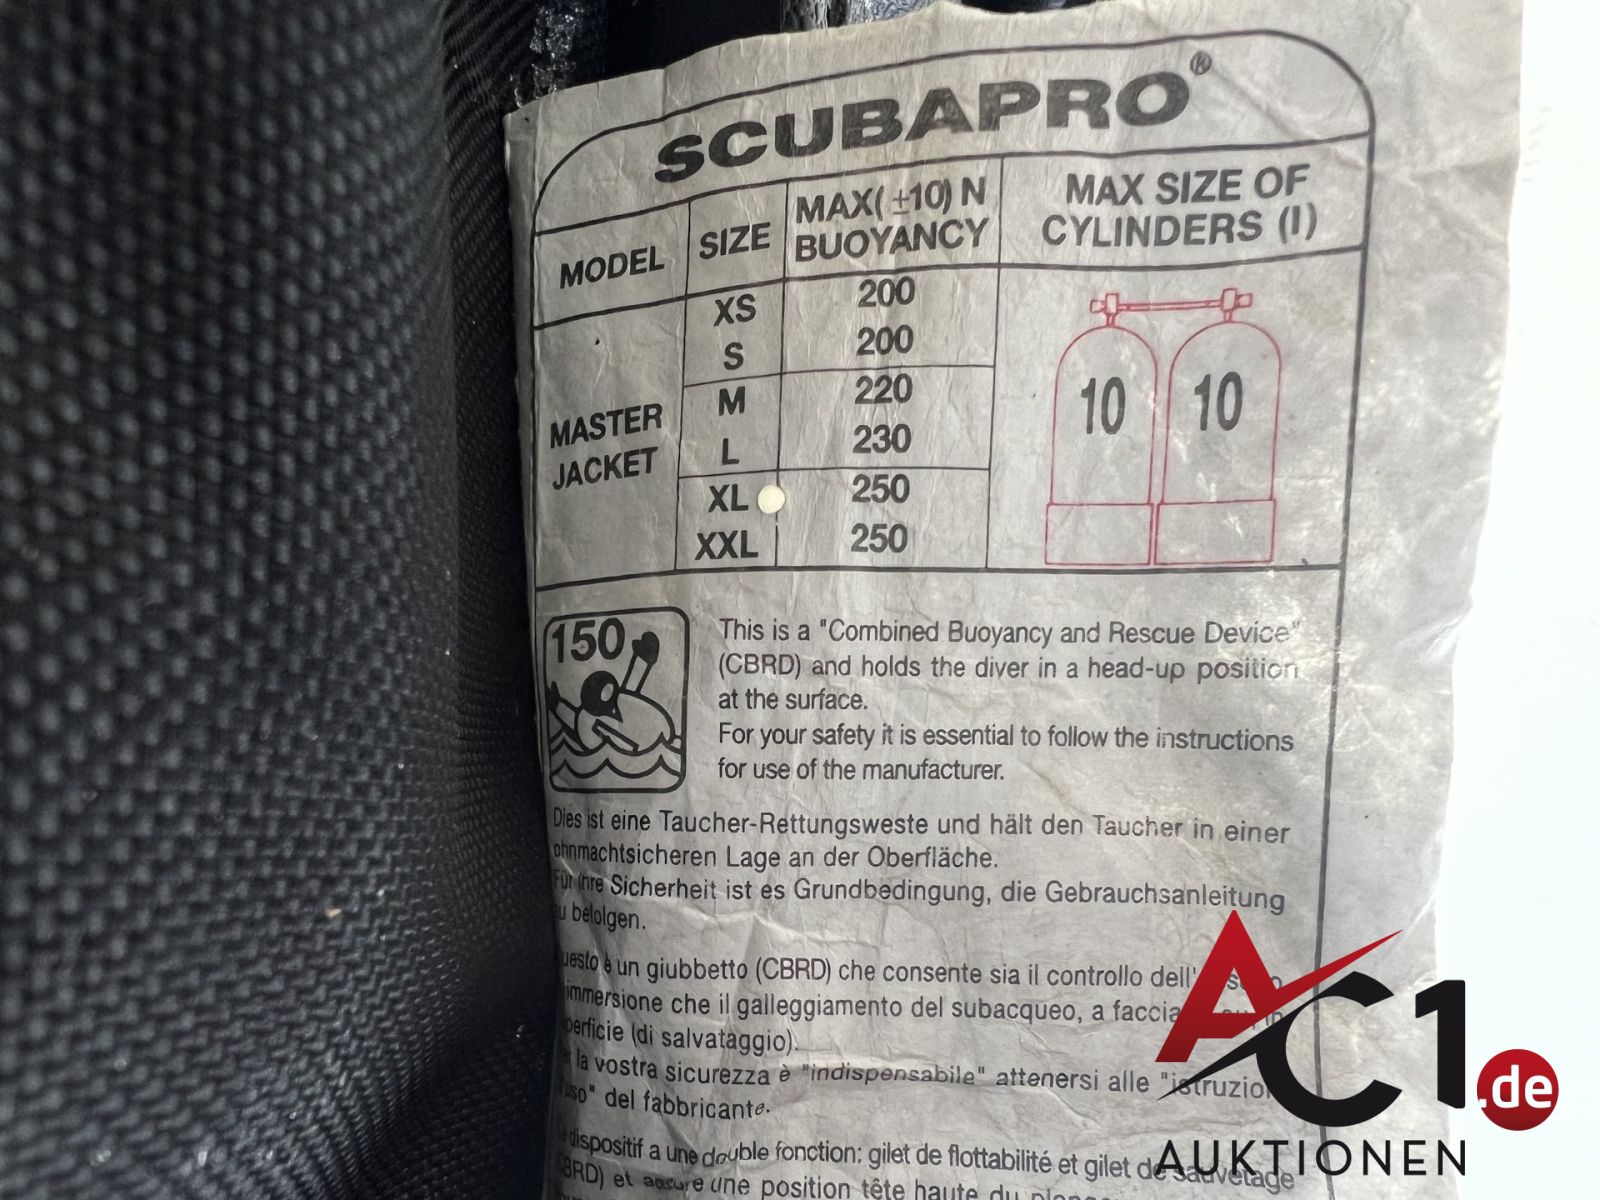 SCUBAPRO®
MODEL SIZE MAX( ±10) N BUOYANCY MAX SIZE OF CYLINDERS (l)
MASTER JACKET
XS 200
S 200
M 220
L 230
XL 250
XXL 250
10 10
150
This is a "Combined Buoyancy and Rescue Device"
(CBRD) and holds the diver in a head-up position
at the surface.
For your safety it is essential to follow the instructions
for use of the manufacturer.
Dies ist eine Taucher-Rettungsweste und hält den Taucher in einer
ohnmachtsicheren Lage an der Oberfläche.
Für ihre Sicherheit ist es Grundbedingung, die Gebrauchsanleitung
zu befolgen.
è un giubbetto (CBRD) che consente sia il controllo dell'
immersione che il galleggiamento del subacqueo, a faccia
(di salvataggio).
la vostra sicurezza è "indispensabile" attenersi alle "istruzio
del fabbricante.
dispositif a une double fonction: gilet de flottabilité et gilet de sauvetage
et assure une position tête haute du
AC1.de
AUKTIONEN